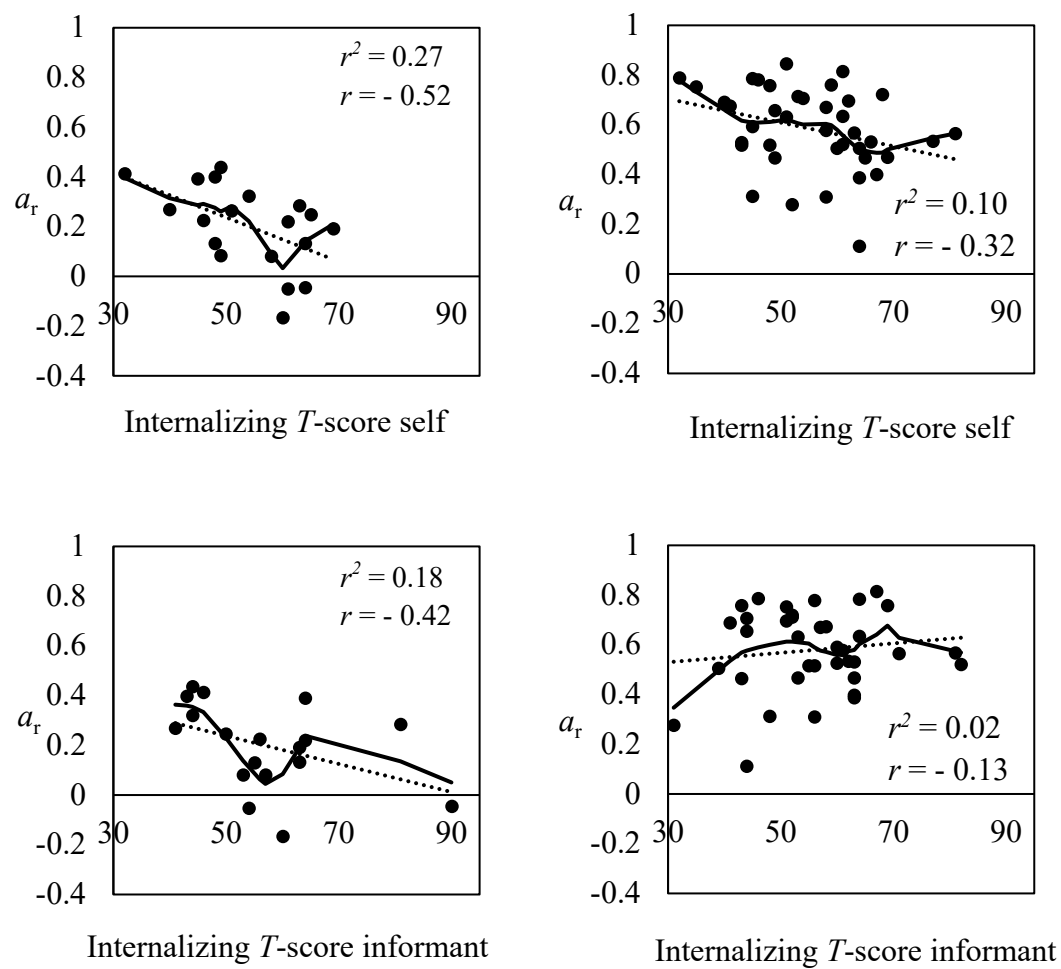 1
0.8
0.6
0.4
0.2
0
-0.2
-0.4
a_r
r² = 0.27
r = - 0.52
30 50 70 90
Internalizing T-score self
1
0.8
0.6
0.4
0.2
0
-0.2
-0.4
a_r
r² = 0.10
r = - 0.32
30 50 70 90
Internalizing T-score self
1
0.8
0.6
0.4
0.2
0
-0.2
-0.4
a_r
r² = 0.18
r = - 0.42
30 50 70 90
Internalizing T-score informant
1
0.8
0.6
0.4
0.2
0
-0.2
-0.4
a_r
r² = 0.02
r = - 0.13
30 50 70 90
Internalizing T-score informant